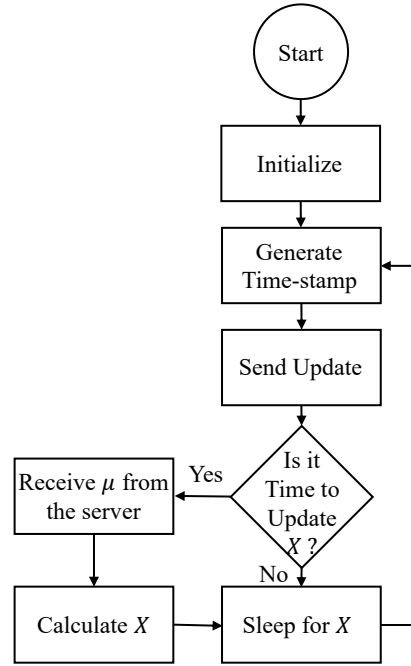 Start
Initialize
Generate
Time-stamp
Send Update
Is it
Time to
Update
X ?
Yes
Receive μ from
the server
No
Calculate X
Sleep for X